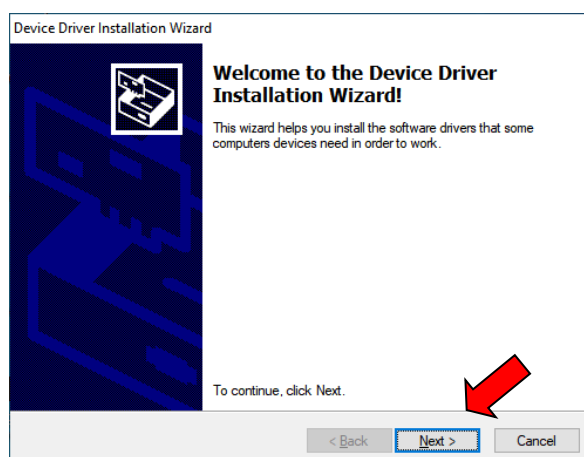 Device Driver Installation Wizard
Welcome to the Device Driver
Installation Wizard!
This wizard helps you install the software drivers that some
computers devices need in order to work.
To continue, click Next.
< Back Next > Cancel